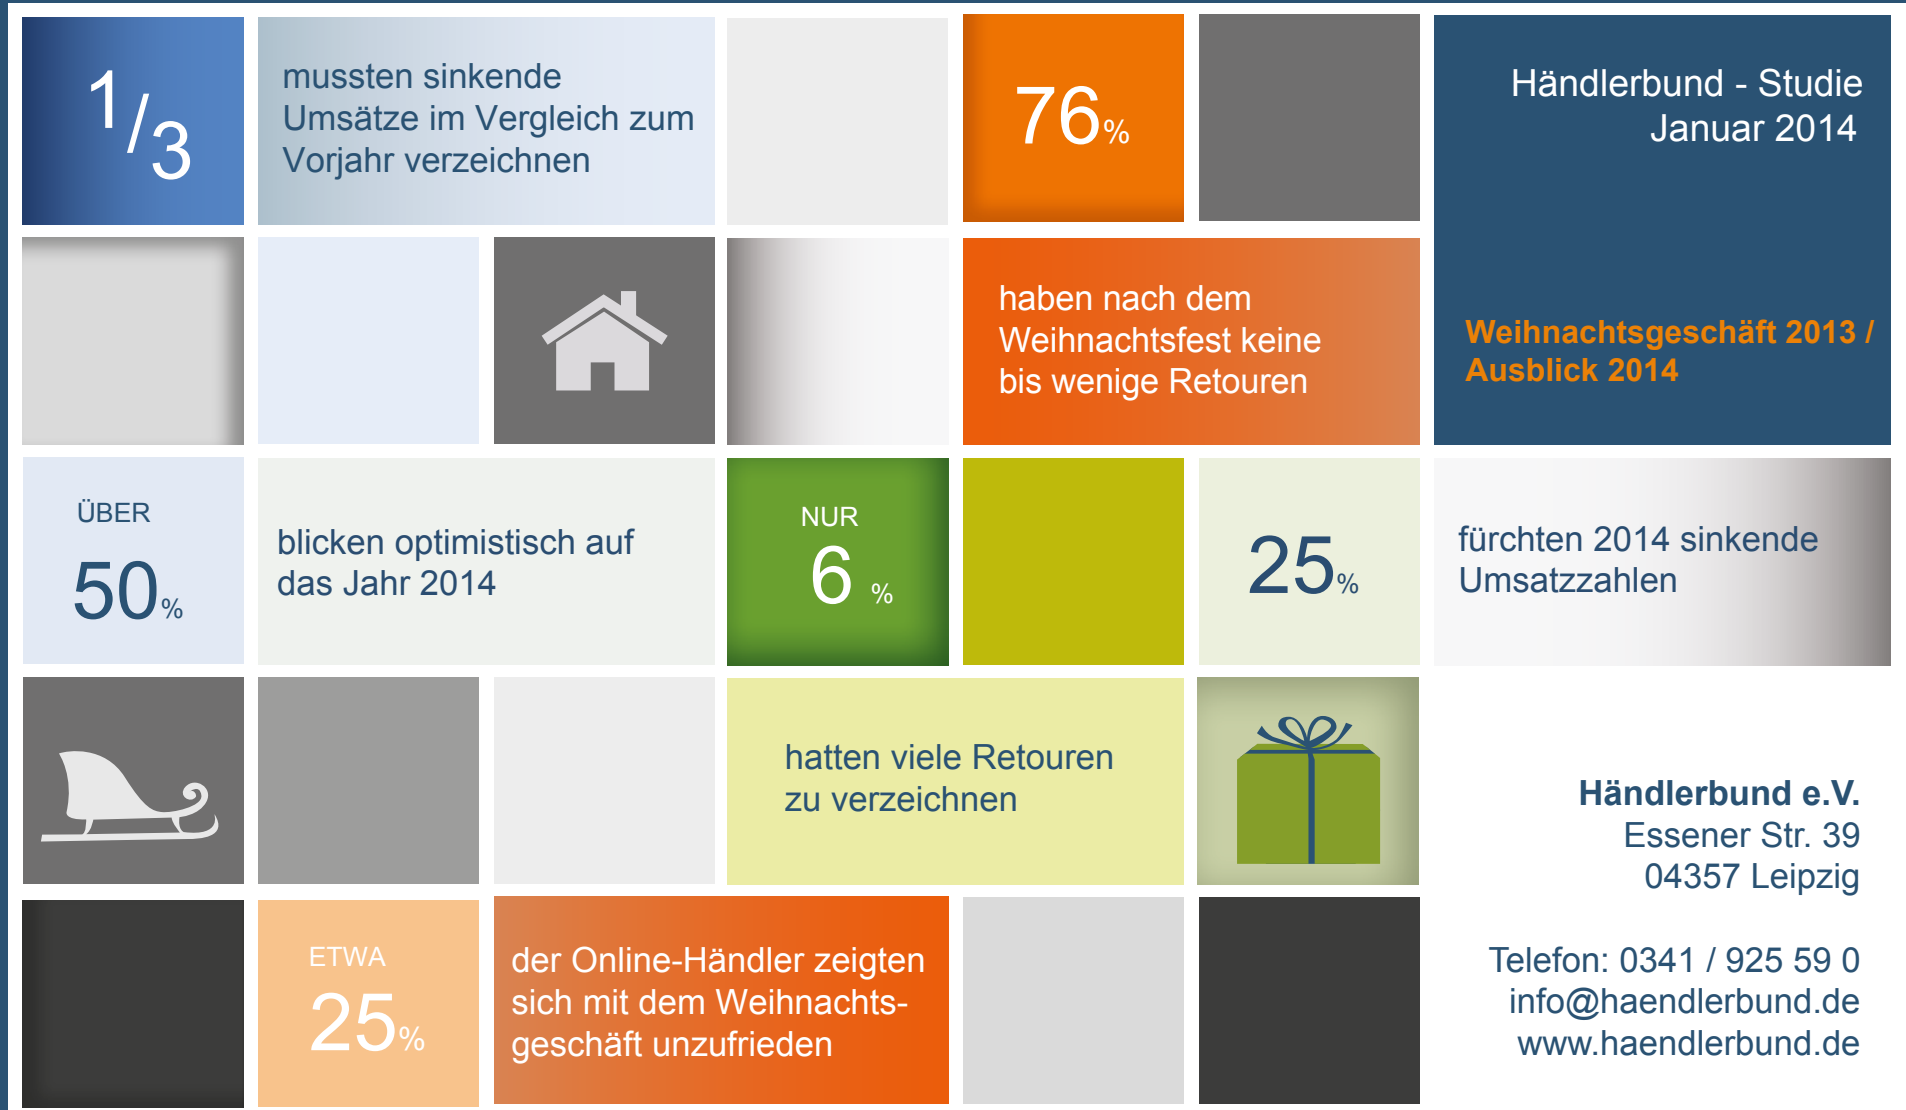 1/3
mussten sinkende
Umsätze im Vergleich zum
Vorjahr verzeichnen
76%
haben nach dem
Weihnachtsfest keine
bis wenige Retouren
Händlerbund - Studie
Januar 2014
Weihnachtsgeschäft 2013 /
Ausblick 2014
ÜBER
50%
blicken optimistisch auf
das Jahr 2014
NUR
6 %
hatten viele Retouren
zu verzeichnen
25%
fürchten 2014 sinkende
Umsatzzahlen
ETWA
25%
der Online-Händler zeigten
sich mit dem Weihnachts-
geschäft unzufrieden
Händlerbund e.V.
Essener Str. 39
04357 Leipzig
Telefon: 0341 / 925 59 0
info@haendlerbund.de
www.haendlerbund.de